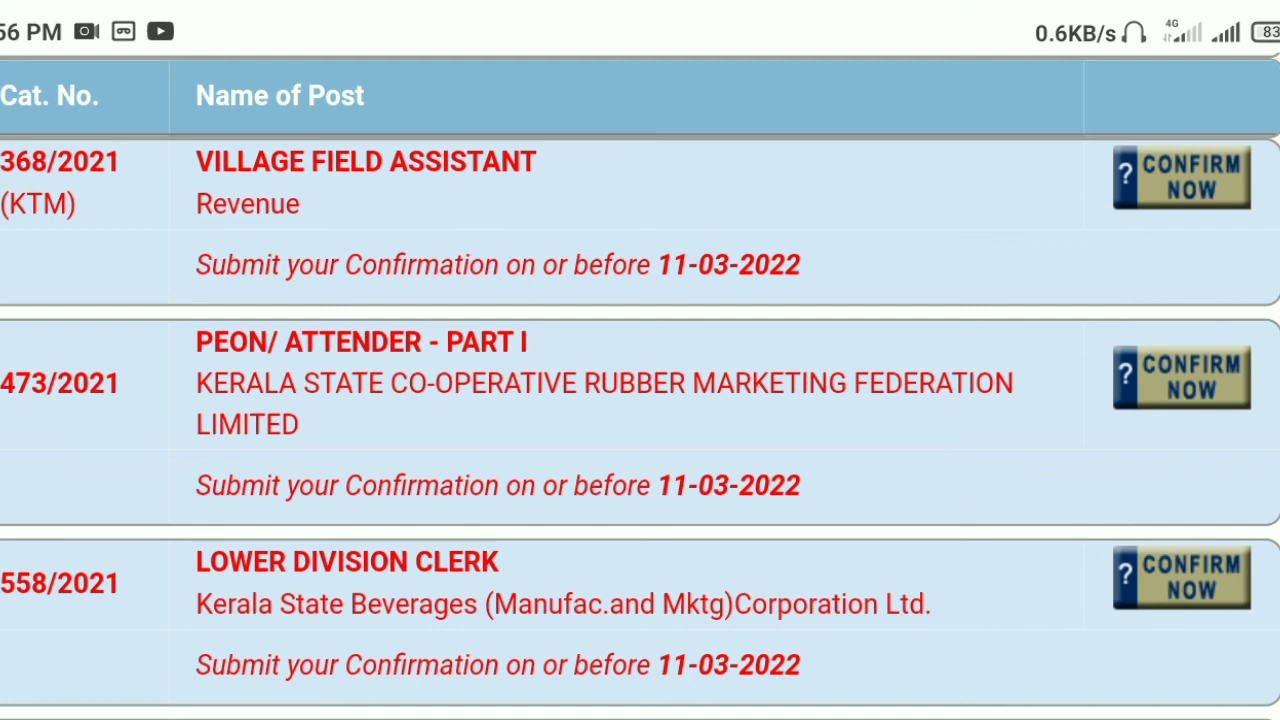 56 PM
0.6KB/s 4G 83
Cat. No. Name of Post
368/2021 VILLAGE FIELD ASSISTANT
(KTM) Revenue
? CONFIRM NOW
Submit your Confirmation on or before 11-03-2022
PEON/ ATTENDER - PART I
473/2021 KERALA STATE CO-OPERATIVE RUBBER MARKETING FEDERATION
LIMITED
? CONFIRM NOW
Submit your Confirmation on or before 11-03-2022
LOWER DIVISION CLERK
558/2021
Kerala State Beverages (Manufac.and Mktg)Corporation Ltd.
? CONFIRM NOW
Submit your Confirmation on or before 11-03-2022